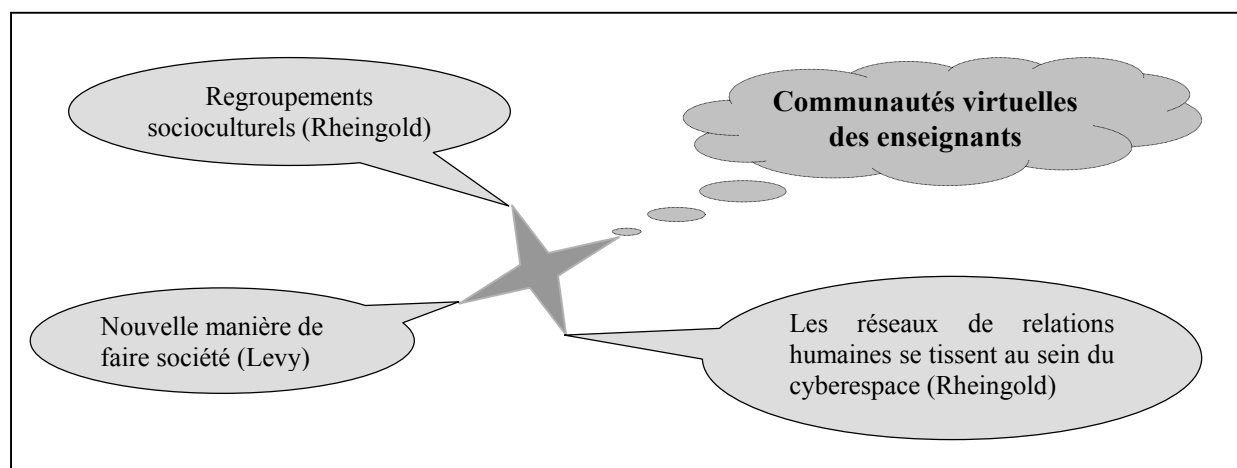 Regroupements
socioculturels (Rheingold)
Communautés virtuelles
des enseignants
Nouvelle manière de
faire société (Levy)
Les réseaux de relations
humaines se tissent au sein du
cyberespace (Rheingold)